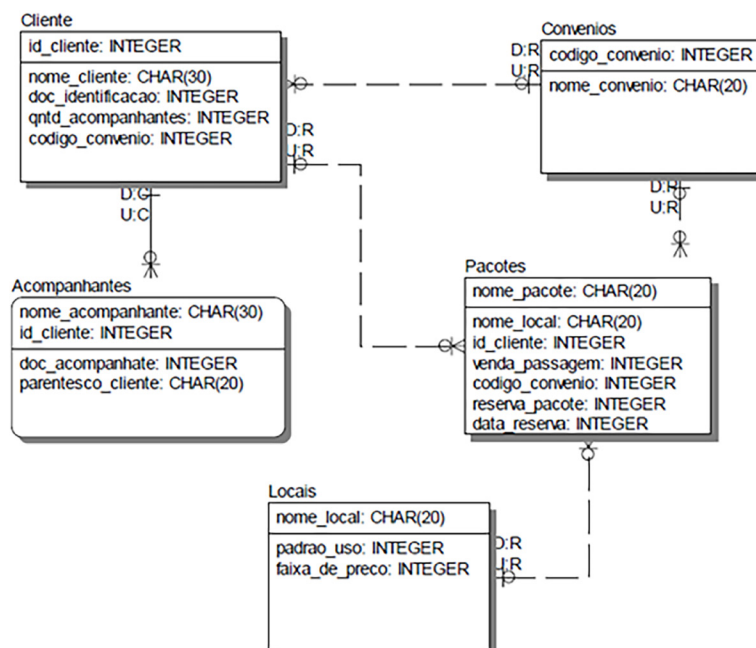 Cliente
id_cliente: INTEGER
nome_cliente: CHAR(30)
doc_identificacao: INTEGER
qntd_acompanhantes: INTEGER
codigo_convenio: INTEGER
D:R
U:R
Convenios
codigo_convenio: INTEGER
nome_convenio: CHAR(20)
D:R
U:R
D:C
U:C
D:R
U:R
Acompanhantes
nome_acompanhante: CHAR(30)
id_cliente: INTEGER
doc_acompanhate: INTEGER
parentesco_cliente: CHAR(20)
Pacotes
nome_pacote: CHAR(20)
nome_local: CHAR(20)
id_cliente: INTEGER
venda_passagem: INTEGER
codigo_convenio: INTEGER
reserva_pacote: INTEGER
data_reserva: INTEGER
Locais
nome_local: CHAR(20)
padrao_uso: INTEGER
faixa_de_preco: INTEGER
D:R
U:R